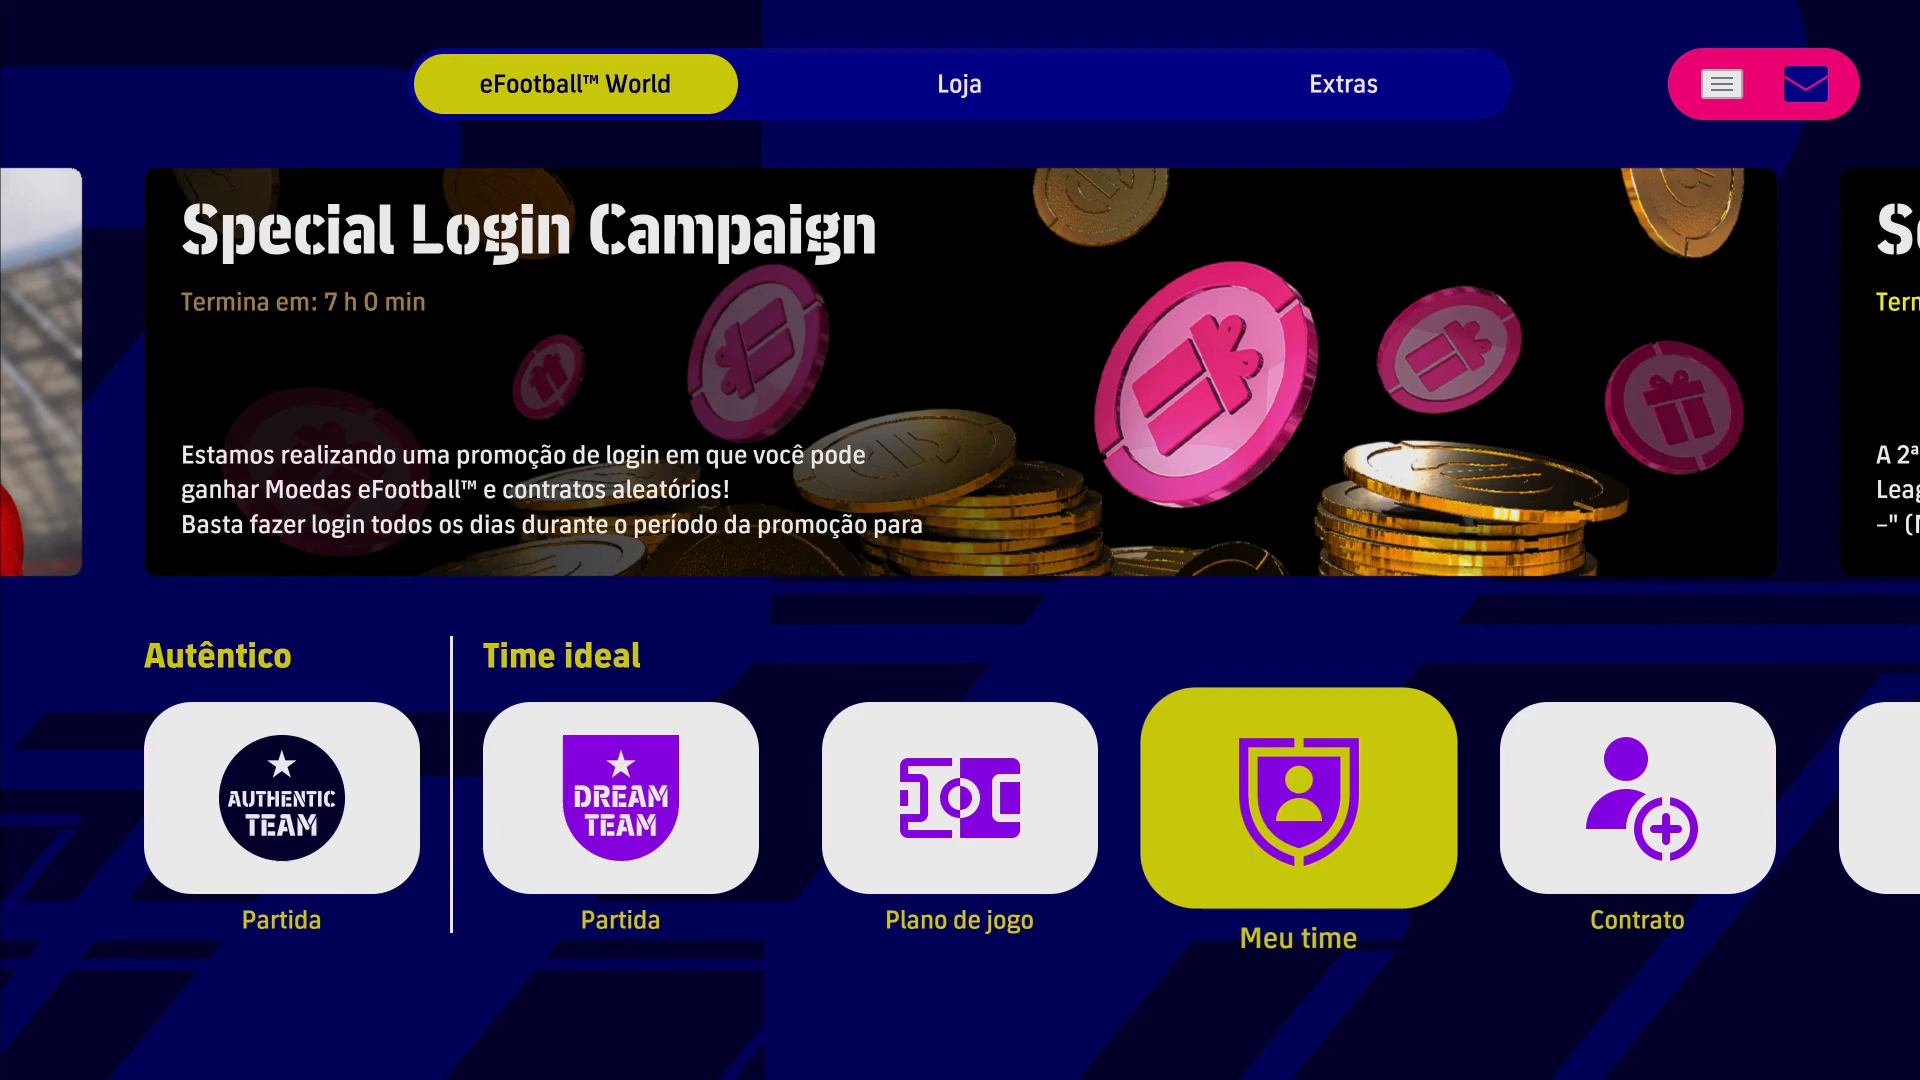 eFootball™ World
Loja
Extras
Special Login Campaign
Termina em: 7 h 0 min
Estamos realizando uma promoção de login em que você pode
ganhar Moedas eFootball™ e contratos aleatórios!
Basta fazer login todos os dias durante o período da promoção para
A 2ª
Autêntico
Time ideal
AUTHENTIC
TEAM
DREAM
TEAM
Partida
Partida
Plano de jogo
Meu time
Contrato